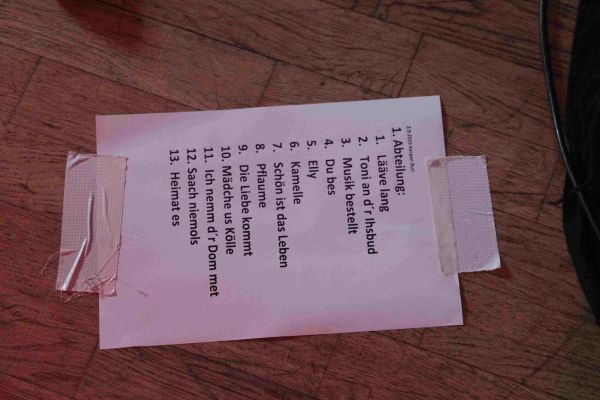 1. Abteilung:
1. Lääve lang
2. Toni an d´r Ihsbud
3. Musik bestellt
4. Du bes
5. Elly
6. Kamelle
7. Schön ist das Leben
8. Pflaume
9. Die Liebe kommt
10. Mädche us Kölle
11. Ich nemm d´r Dom met
12. Saach niemols
13. Heimat es